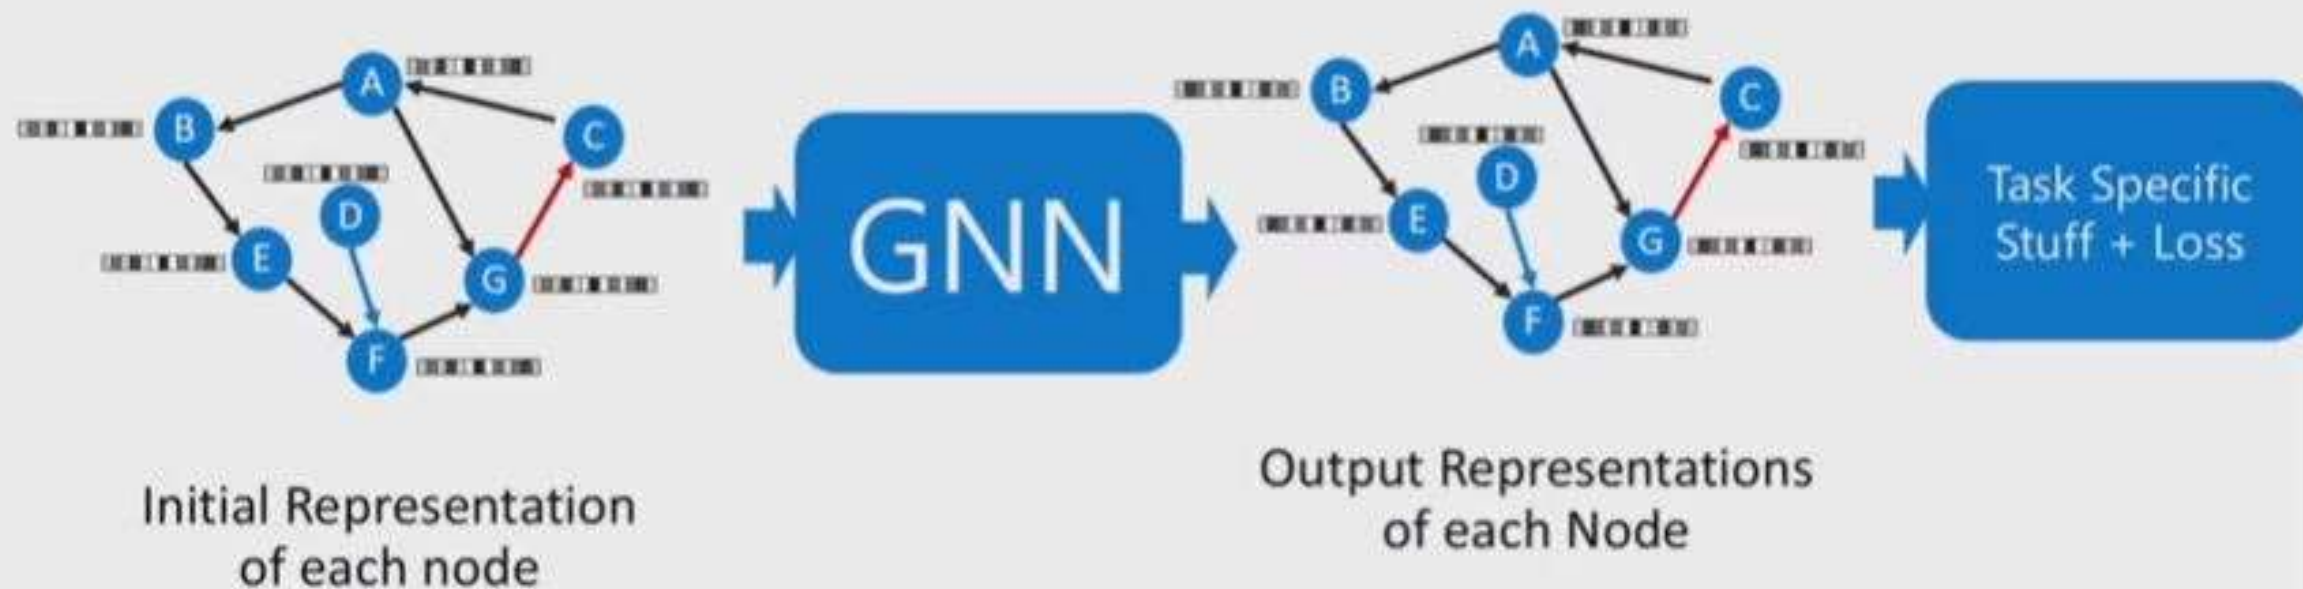 A
B
C
D
E
G
F
Initial Representation
of each node
GNN
A
B
C
D
E
G
F
Output Representations
of each Node
Task Specific
Stuff + Loss